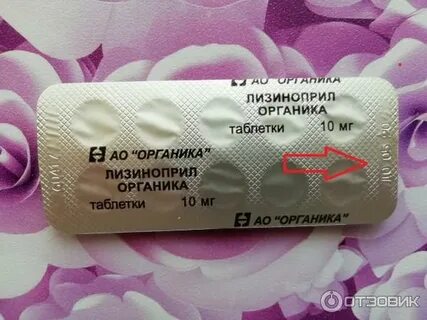 АО "ОРГАНИКА"
ЛИЗИНОПРИЛ
ОРГАНИКА
таблетки 10 мг
АО "ОРГАНИКА"
ЛИЗИНОПРИЛ
ОРГАНИКА
таблетки 10 мг
АО "ОРГАНИКА"
ОТЗОВИК